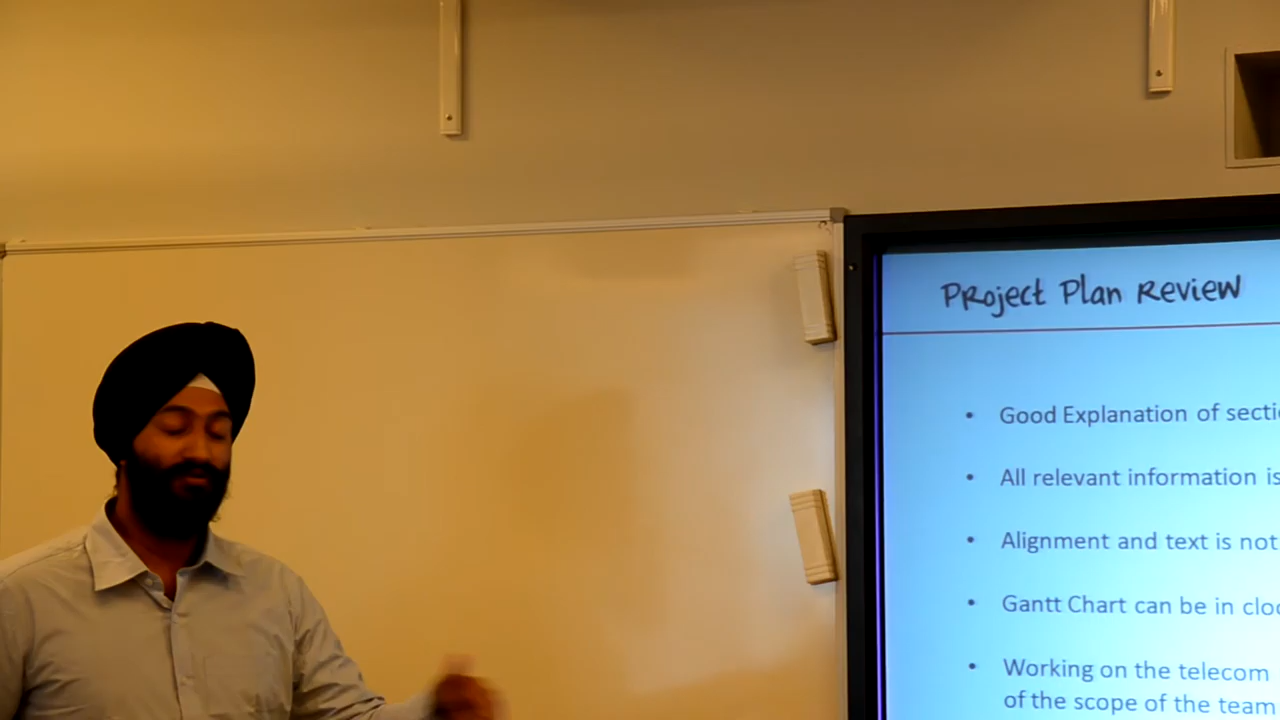 Project Plan Review
• Good Explanation of secti
• All relevant information is
• Alignment and text is not
• Gantt Chart can be in cloc
• Working on the telecom
of the scope of the team